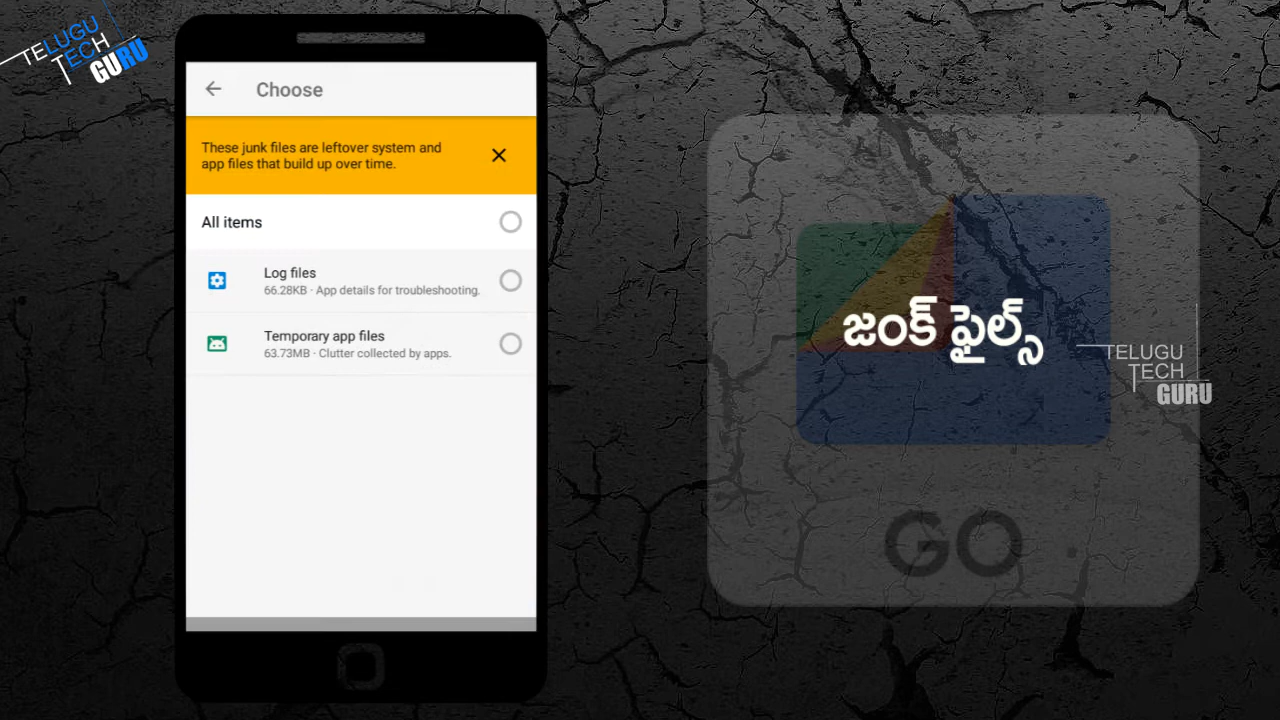 TELUGU
TECH
GURU
Choose
These junk files are leftover system and
app files that build up over time.
All items
Log files
66.28KB · App details for troubleshooting.
Temporary app files
63.73MB · Clutter collected by apps.
జంక్ ఫైల్స్
TELUGU
TECH
GURU
GO